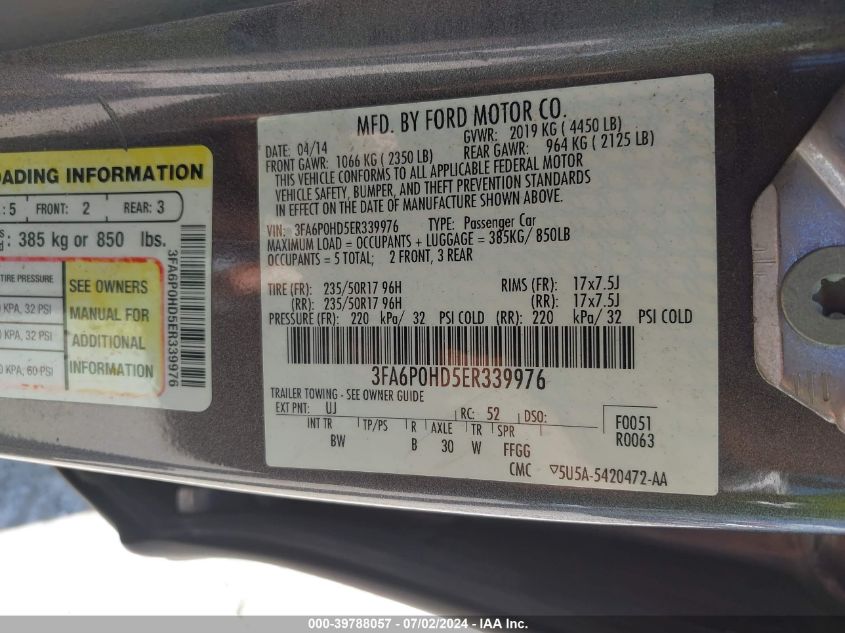 OADING INFORMATION
: 5 FRONT: 2 REAR: 3
: 385 kg or 850 lbs.
TIRE PRESSURE
KPA, 32 PSI
KPA, 32 PSI
KPA, 60 PSI
SEE OWNERS
MANUAL FOR
ADDITIONAL
INFORMATION
3FA6P0HD5ER339976
MFD. BY FORD MOTOR CO.
DATE: 04/14 GVWR: 2019 KG ( 4450 LB)
FRONT GAWR: 1066 KG ( 2350 LB) REAR GAWR: 964 KG ( 2125 LB)
THIS VEHICLE CONFORMS TO ALL APPLICABLE FEDERAL MOTOR
VEHICLE SAFETY, BUMPER, AND THEFT PREVENTION STANDARDS
IN EFFECT ON THE DATE OF MANUFACTURE SHOWN ABOVE.
VIN: 3FA6P0HD5ER339976 TYPE: Passenger Car
MAXIMUM LOAD = OCCUPANTS + LUGGAGE = 385KG/ 850LB
OCCUPANTS = 5 TOTAL; 2 FRONT, 3 REAR
TIRE (FR): 235/50R17 96H RIMS (FR): 17x7.5J
(RR): 235/50R17 96H (RR): 17x7.5J
PRESSURE (FR): 220 kPa/ 32 PSI COLD (RR): 220 kPa/ 32 PSI COLD
3FA6P0HD5ER339976
TRAILER TOWING - SEE OWNER GUIDE
EXT PNT: UJ RC: 52 DSO:
INT TR TP/PS R AXLE TR SPR
BW B 30 W FFGG
F0051
R0063
CMC ▽5U5A-5420472-AA
000-39788057 - 07/02/2024 - IAA Inc.